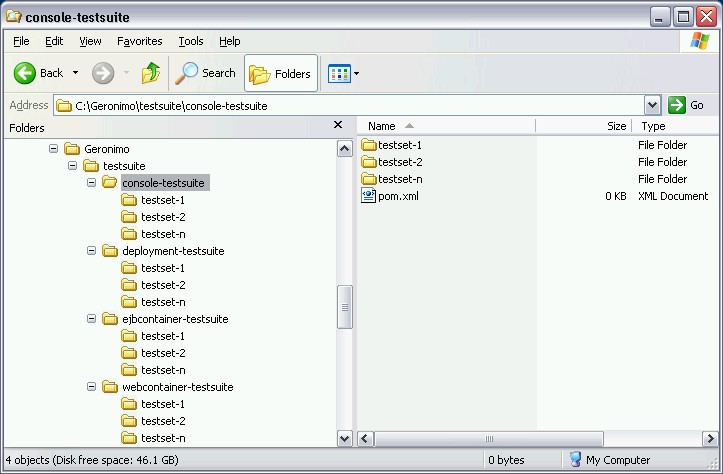 console-testsuite
File Edit View Favorites Tools Help
Back Search Folders
Address C:\Geronimo\testsuite\console-testsuite Go
Folders
Geronimo
testsuite
console-testsuite
testset-1
testset-2
testset-n
deployment-testsuite
testset-1
testset-2
testset-n
ejbcontainer-testsuite
testset-1
testset-2
testset-n
webcontainer-testsuite
testset-1
testset-2
testset-n
Name Size Type
testset-1 File Folder
testset-2 File Folder
testset-n File Folder
pom.xml 0 KB XML Document
4 objects (Disk free space: 46.1 GB) 0 bytes My Computer